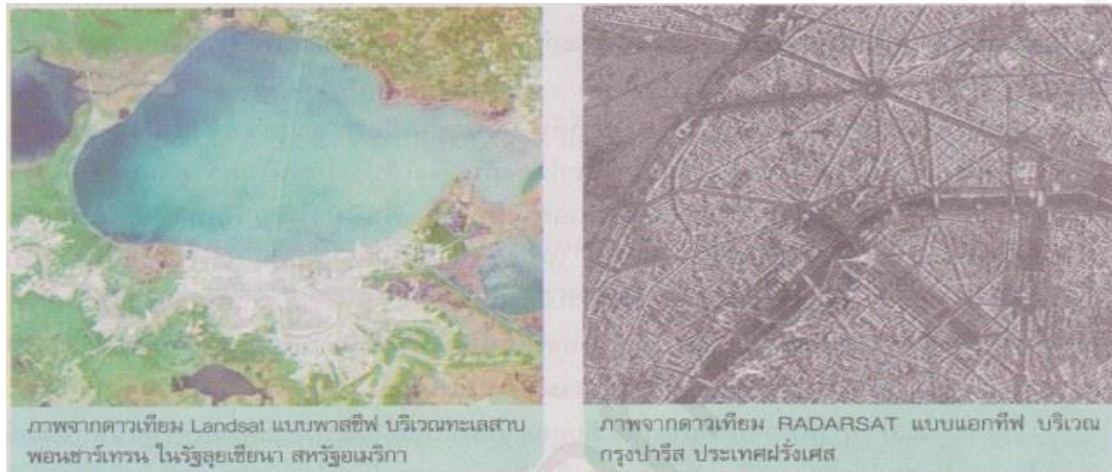 ภาพจากดาวเทียม Landsat แบบพาสซีฟ บริเวณทะเลสาบ
พอนชาร์เทรน ในรัฐลุยเซียนา สหรัฐอเมริกา
ภาพจากดาวเทียม RADARSAT แบบแอกทีฟ บริเวณ
กรุงปารีส ประเทศฝรั่งเศส